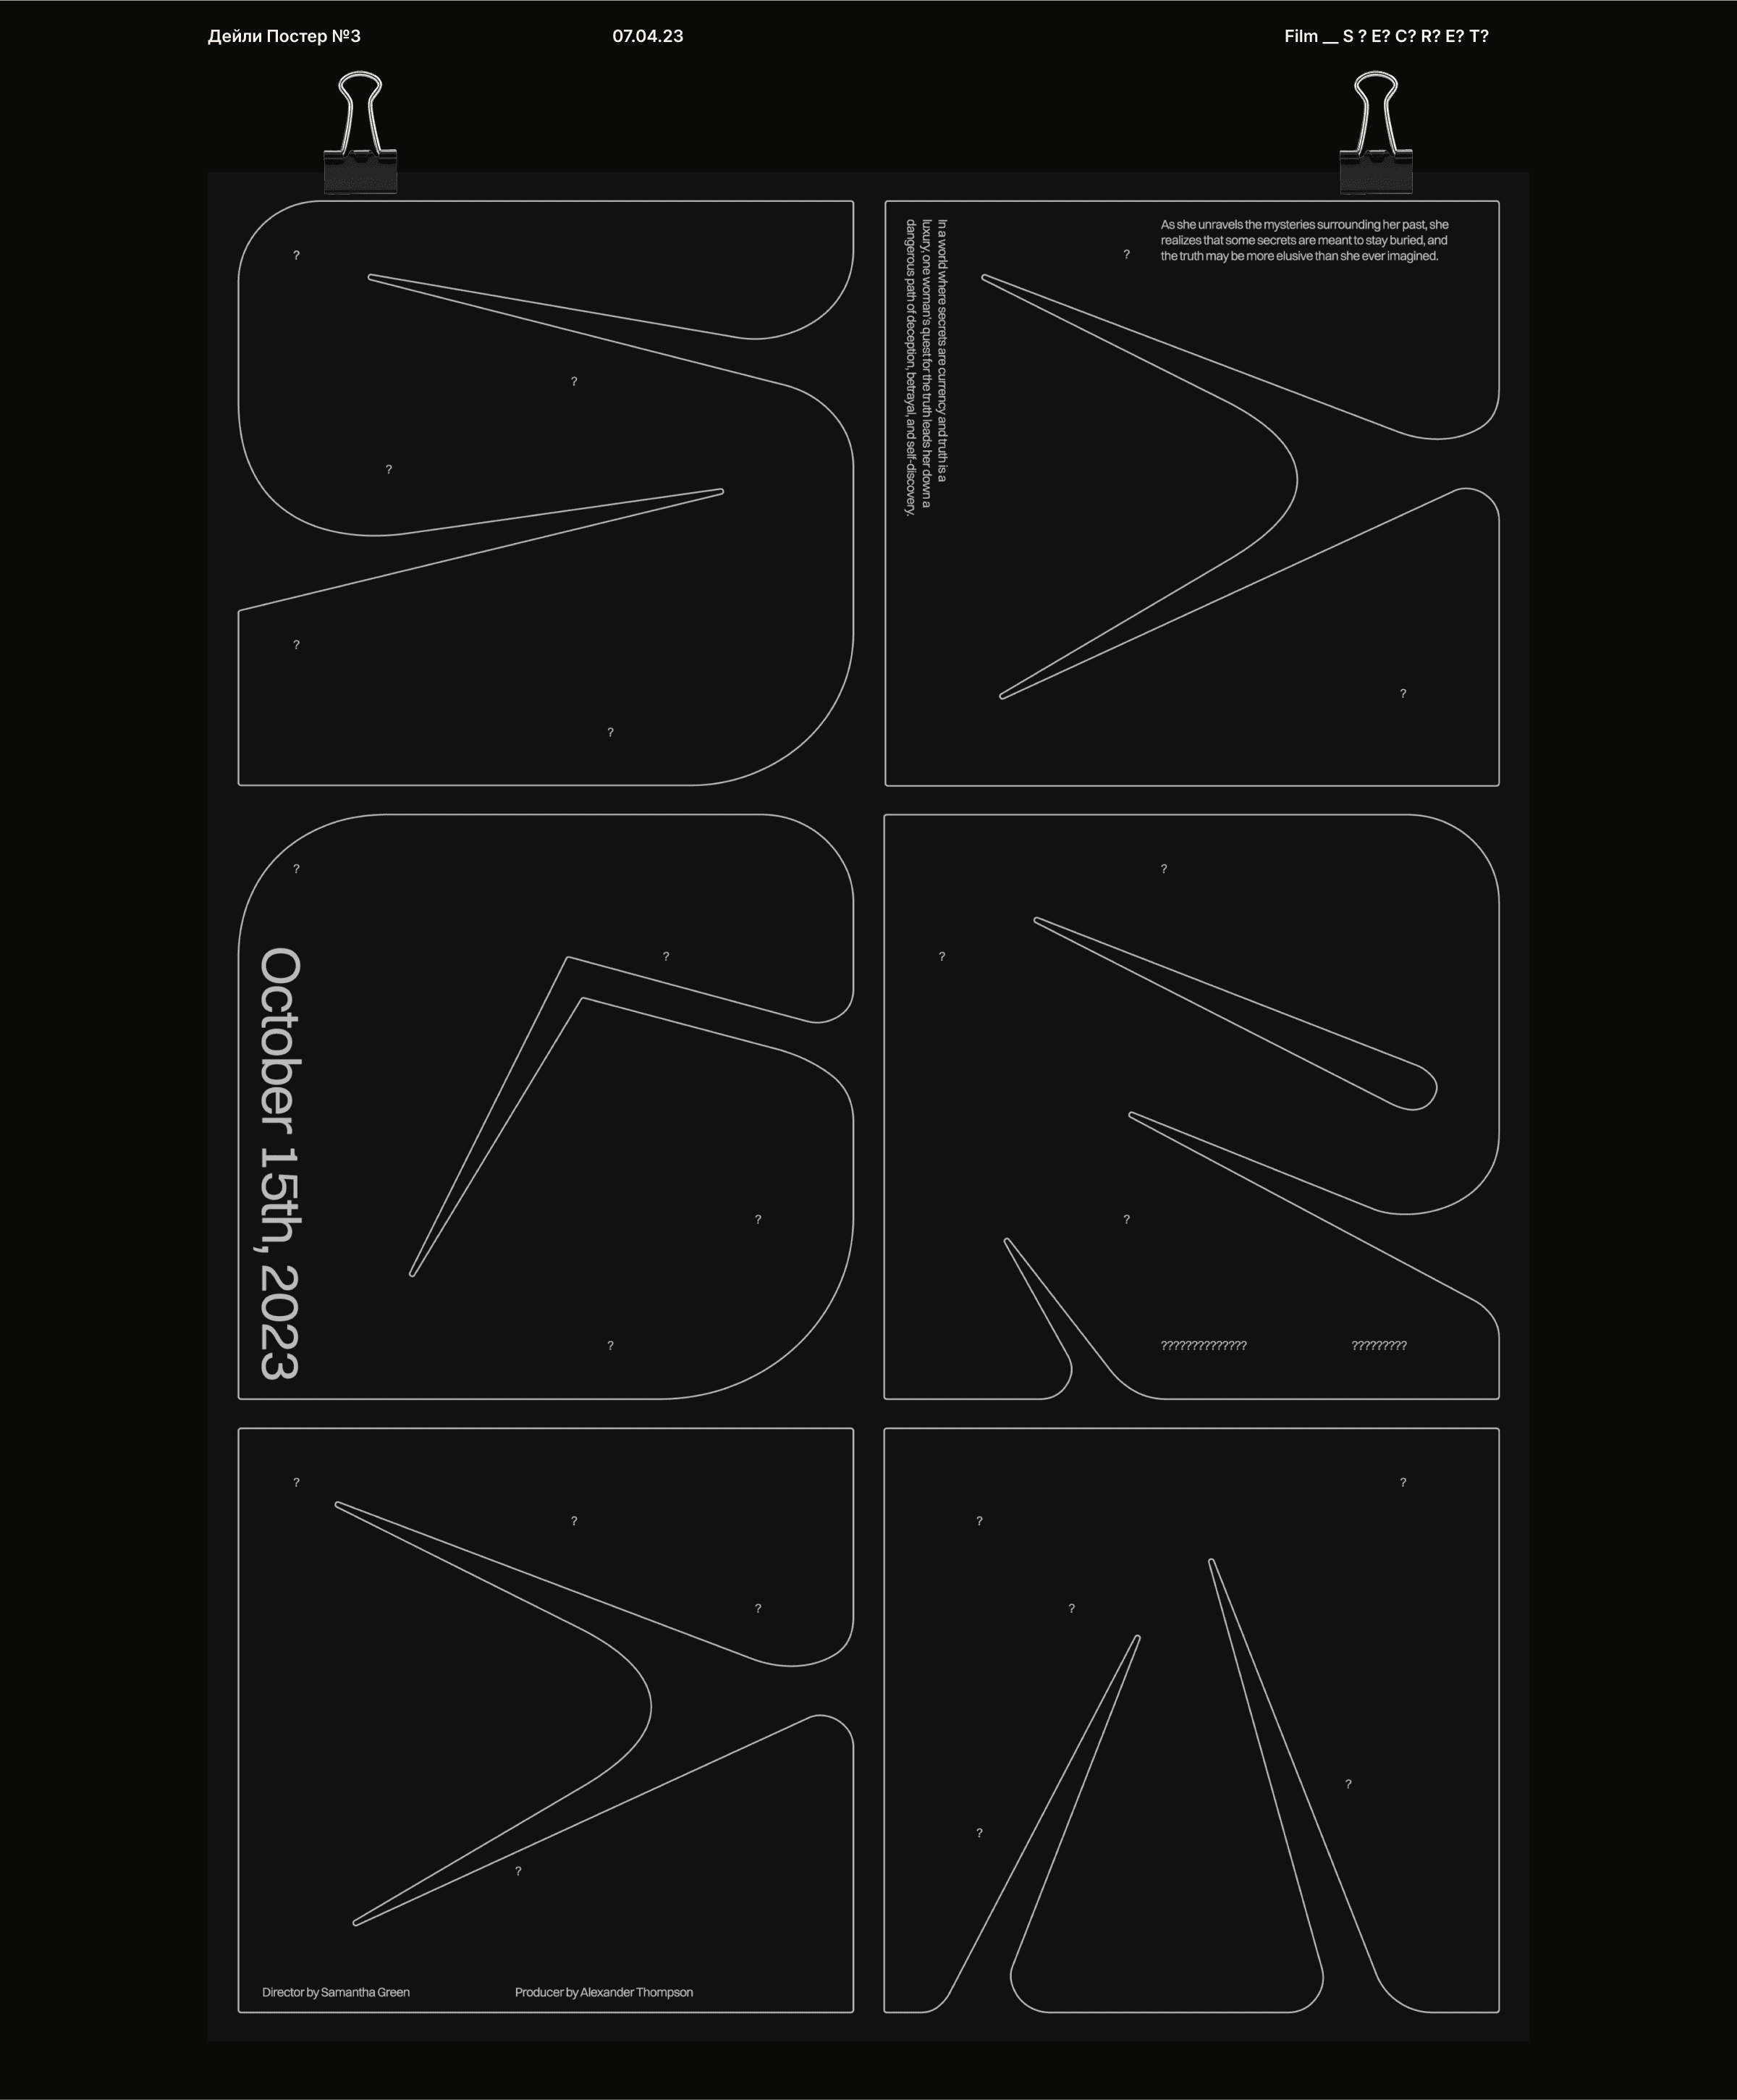 Дейли Постер №3
07.04.23
Film __ S ? E? C? R? E? T?
S
E
C
R
E
T
As she unravels the mysteries surrounding her past, she
realizes that some secrets are meant to stay buried, and
the truth may be more elusive than she ever imagined.
In a world where secrets are currency and truth is a
luxury, one woman's quest for the truth leads her down a
dangerous path of deception, betrayal, and self-discovery.
?
?
?
?
?
?
?
?
?
?
?
?
?
?
October 15th, 2023
?????????????? ?????????
?
?
?
?
?
?
?
?
?
Director by Samantha Green
Producer by Alexander Thompson